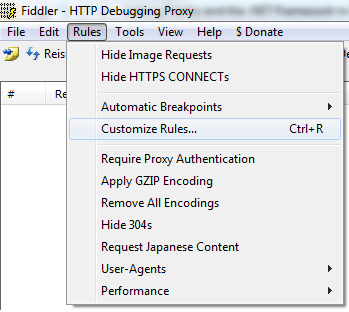 Fiddler - HTTP Debugging Proxy
File Edit Rules Tools View Help $ Donate
Reis
# Re
Hide Image Requests
Hide HTTPS CONNECTs
Automatic Breakpoints
Customize Rules... Ctrl+R
Require Proxy Authentication
Apply GZIP Encoding
Remove All Encodings
Hide 304s
Request Japanese Content
User-Agents
Performance